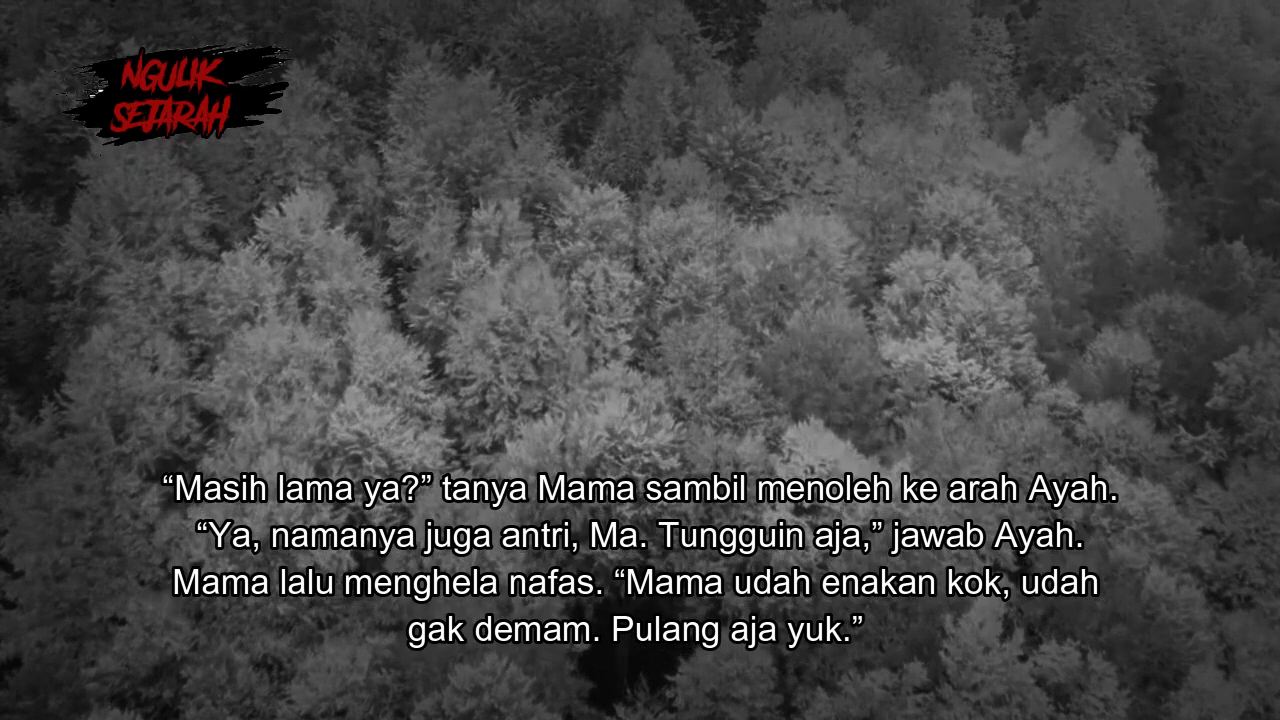 NGULIK
SEJARAH
“Masih lama ya?” tanya Mama sambil menoleh ke arah Ayah.
“Ya, namanya juga antri, Ma. Tungguin aja,” jawab Ayah.
Mama lalu menghela nafas. “Mama udah enakan kok, udah
gak demam. Pulang aja yuk.”